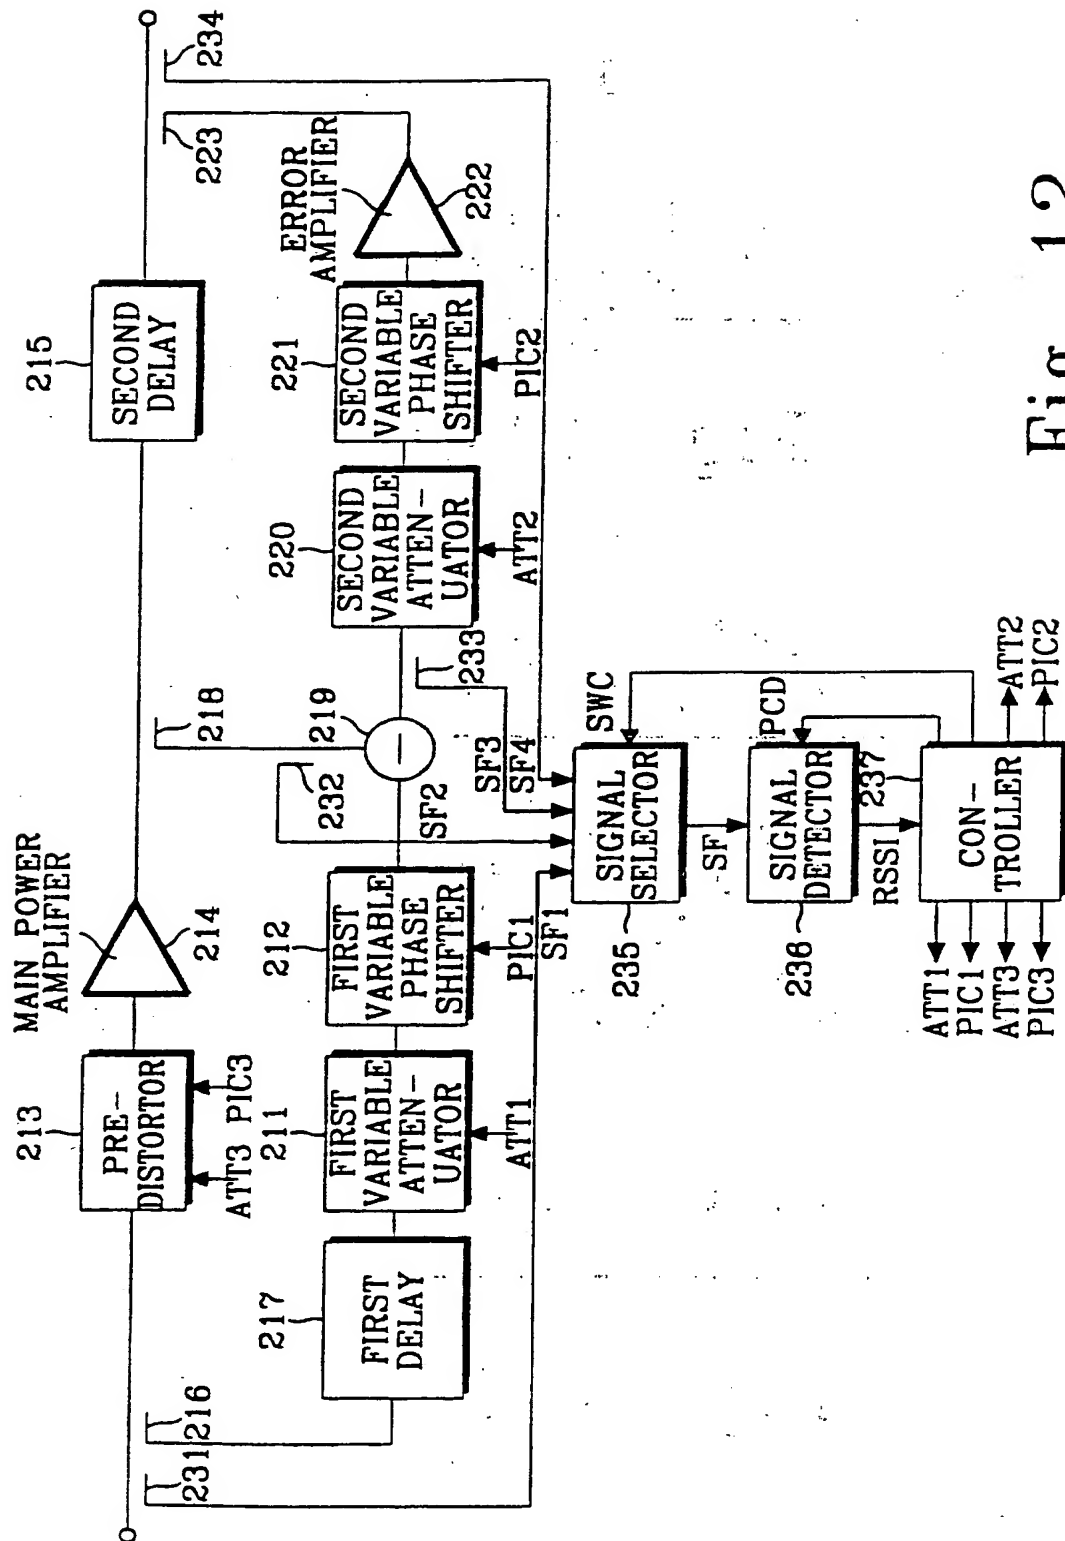 MAIN POWER
AMPLIFIER
214
213
PRE-
DISTORTOR
ATT3
PIC3
215
SECOND
DELAY
234
223
231
216
218
ERROR
AMPLIFIER
222
217
FIRST
DELAY
211
FIRST
VARIABLE
ATTEN-
UATOR
ATT1
212
FIRST
VARIABLE
PHASE
SHIFTER
PIC1
232
219
233
220
SECOND
VARIABLE
ATTEN-
UATOR
ATT2
221
SECOND
VARIABLE
PHASE
SHIFTER
PIC2
SF1
SF2
SF3
SF4
235
SIGNAL
SELECTOR
SWC
SF
236
SIGNAL
DETECTOR
PCD
RSSI
237
CON-
TROLLER
ATT1
PIC1
ATT3
PIC3
ATT2
PIC2
Fig. 12